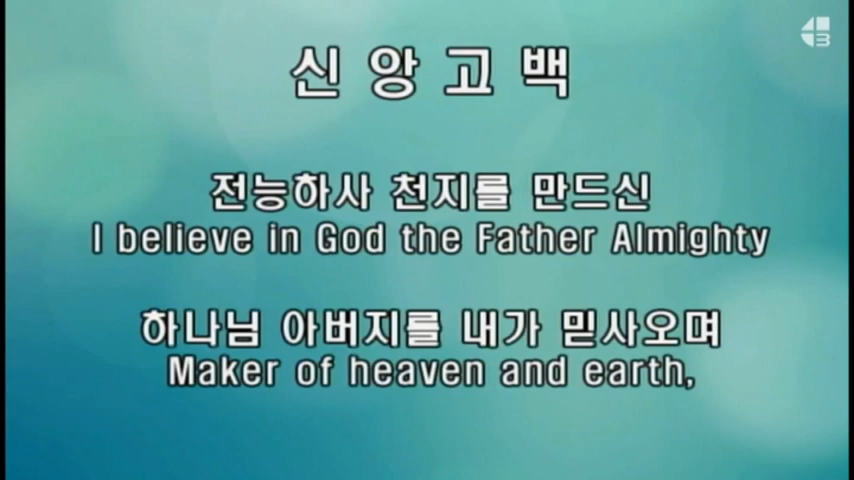 신앙고백
전능하사 천지를 만드신
I believe in God the Father Almighty
하나님 아버지를 내가 믿사오며
Maker of heaven and earth,